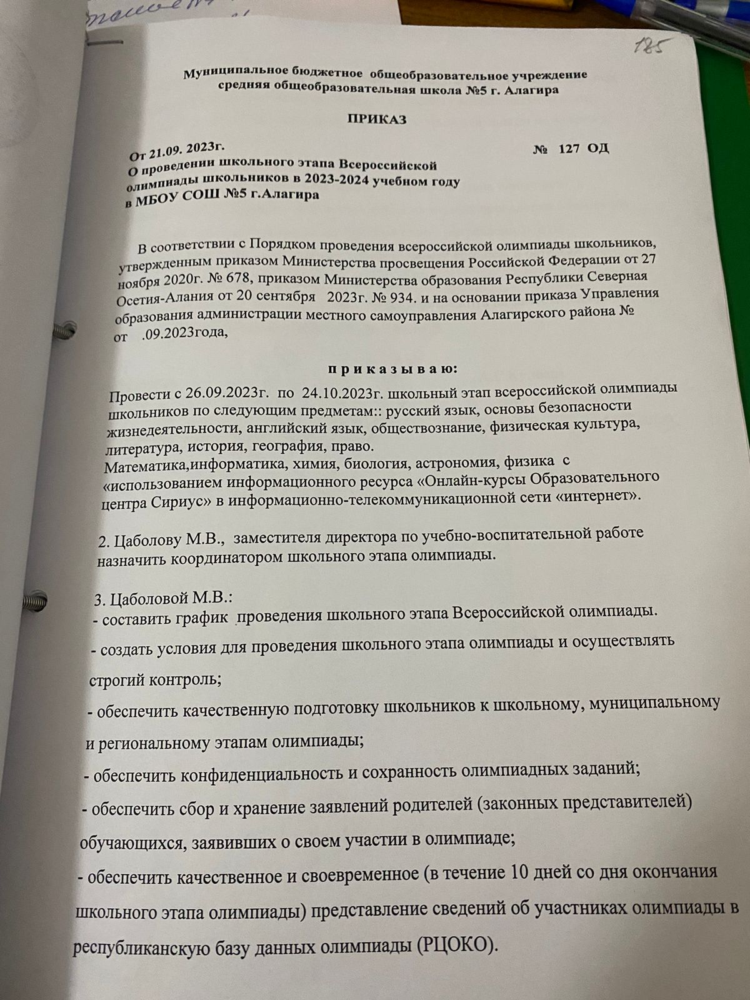 185
Муниципальное бюджетное общеобразовательное учреждение
средняя общеобразовательная школа №5 г. Алагира
ПРИКАЗ
От 21.09. 2023г. № 127 ОД
О проведении школьного этапа Всероссийской
олимпиады школьников в 2023-2024 учебном году
в МБОУ СОШ №5 г.Алагира
В соответствии с Порядком проведения всероссийской олимпиады школьников,
утвержденным приказом Министерства просвещения Российской Федерации от 27
ноября 2020г. № 678, приказом Министерства образования Республики Северная
Осетия-Алания от 20 сентября 2023г. № 934. и на основании приказа Управления
образования администрации местного самоуправления Алагирского района №
от .09.2023года,
п р и к а з ы в а ю:
Провести с 26.09.2023г. по 24.10.2023г. школьный этап всероссийской олимпиады
школьников по следующим предметам:: русский язык, основы безопасности
жизнедеятельности, английский язык, обществознание, физическая культура,
литература, история, география, право.
Математика,информатика, химия, биология, астрономия, физика с
«использованием информационного ресурса «Онлайн-курсы Образовательного
центра Сириус» в информационно-телекоммуникационной сети «интернет».
2. Цаболову М.В., заместителя директора по учебно-воспитательной работе
назначить координатором школьного этапа олимпиады.
3. Цаболовой М.В.:
- составить график проведения школьного этапа Всероссийской олимпиады.
- создать условия для проведения школьного этапа олимпиады и осуществлять
строгий контроль;
- обеспечить качественную подготовку школьников к школьному, муниципальному
и региональному этапам олимпиады;
- обеспечить конфиденциальность и сохранность олимпиадных заданий;
- обеспечить сбор и хранение заявлений родителей (законных представителей)
обучающихся, заявивших о своем участии в олимпиаде;
- обеспечить качественное и своевременное (в течение 10 дней со дня окончания
школьного этапа олимпиады) представление сведений об участниках олимпиады в
республиканскую базу данных олимпиады (РЦОКО).